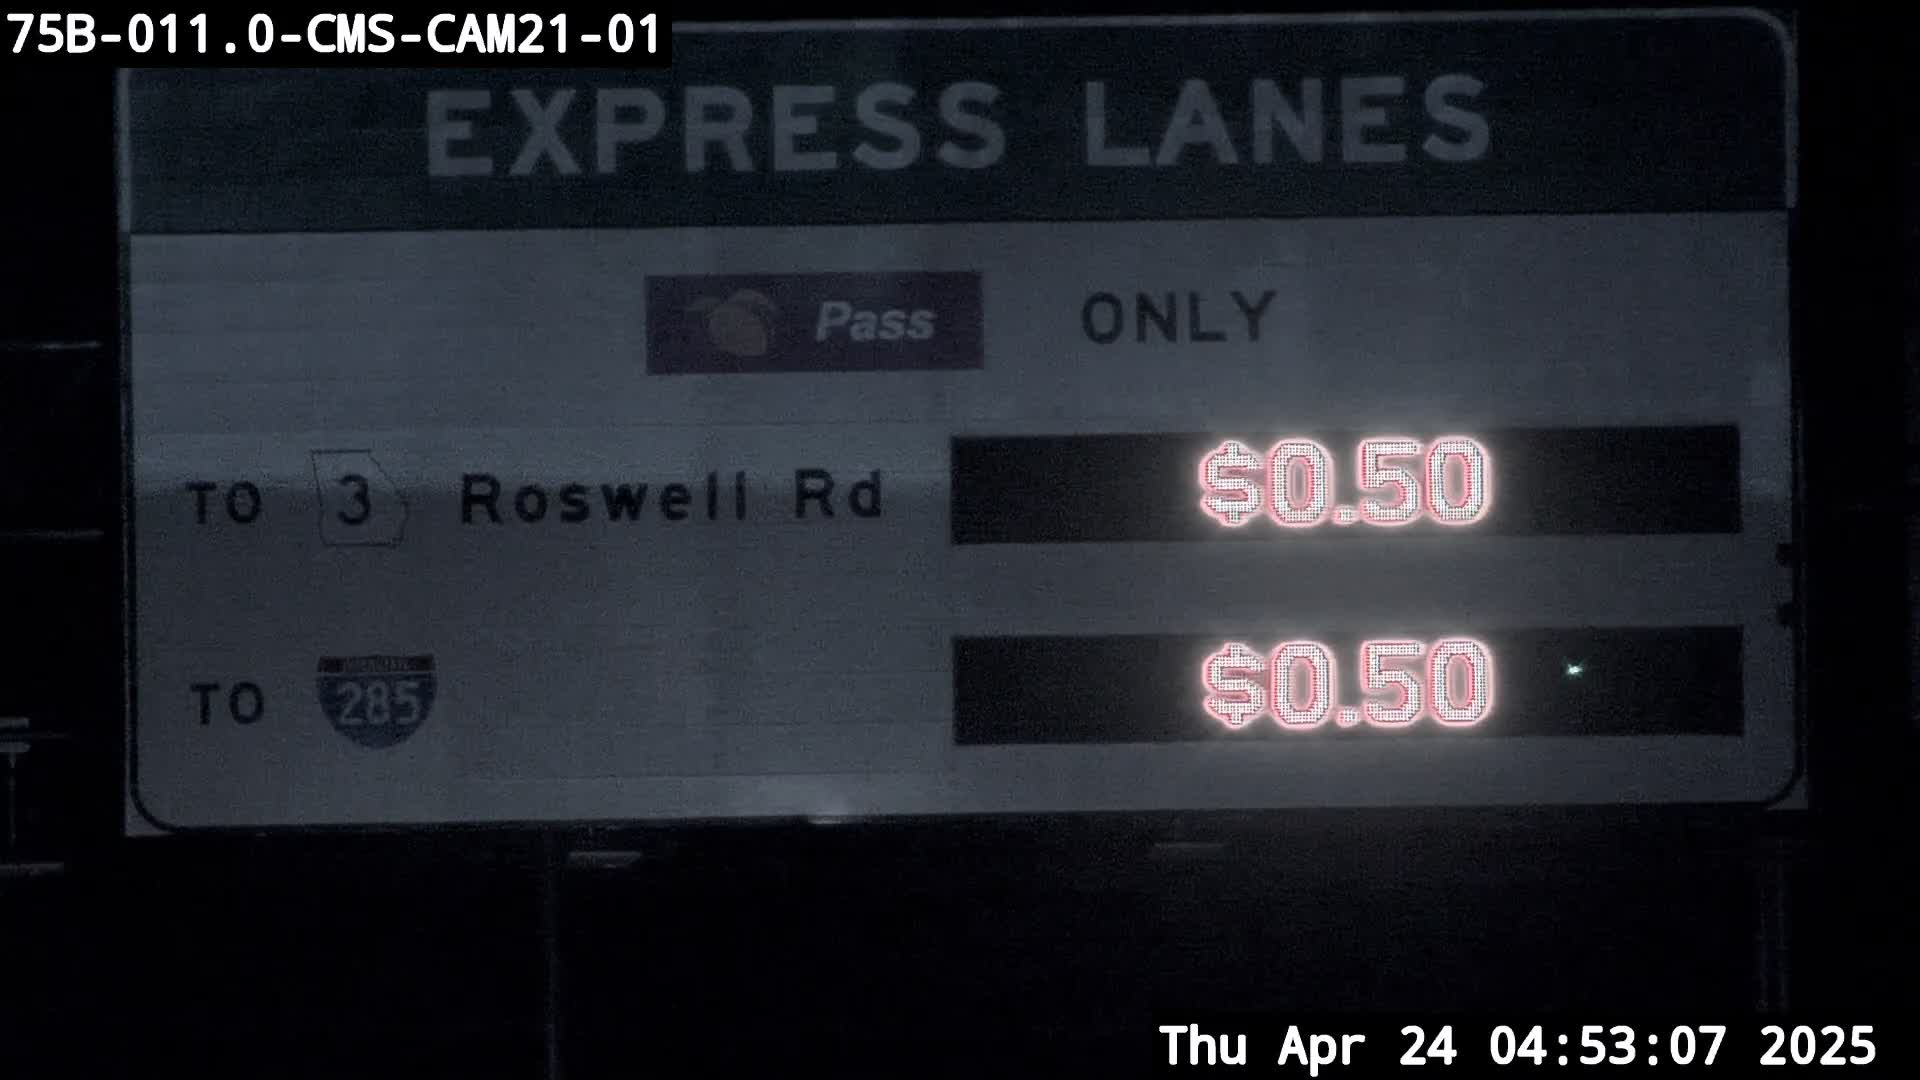 75B-011.0-CMS-CAM21-01
EXPRESS LANES
Pass ONLY
TO 3 Roswell Rd $0.50
TO 285 $0.50
Thu Apr 24 04:53:07 2025